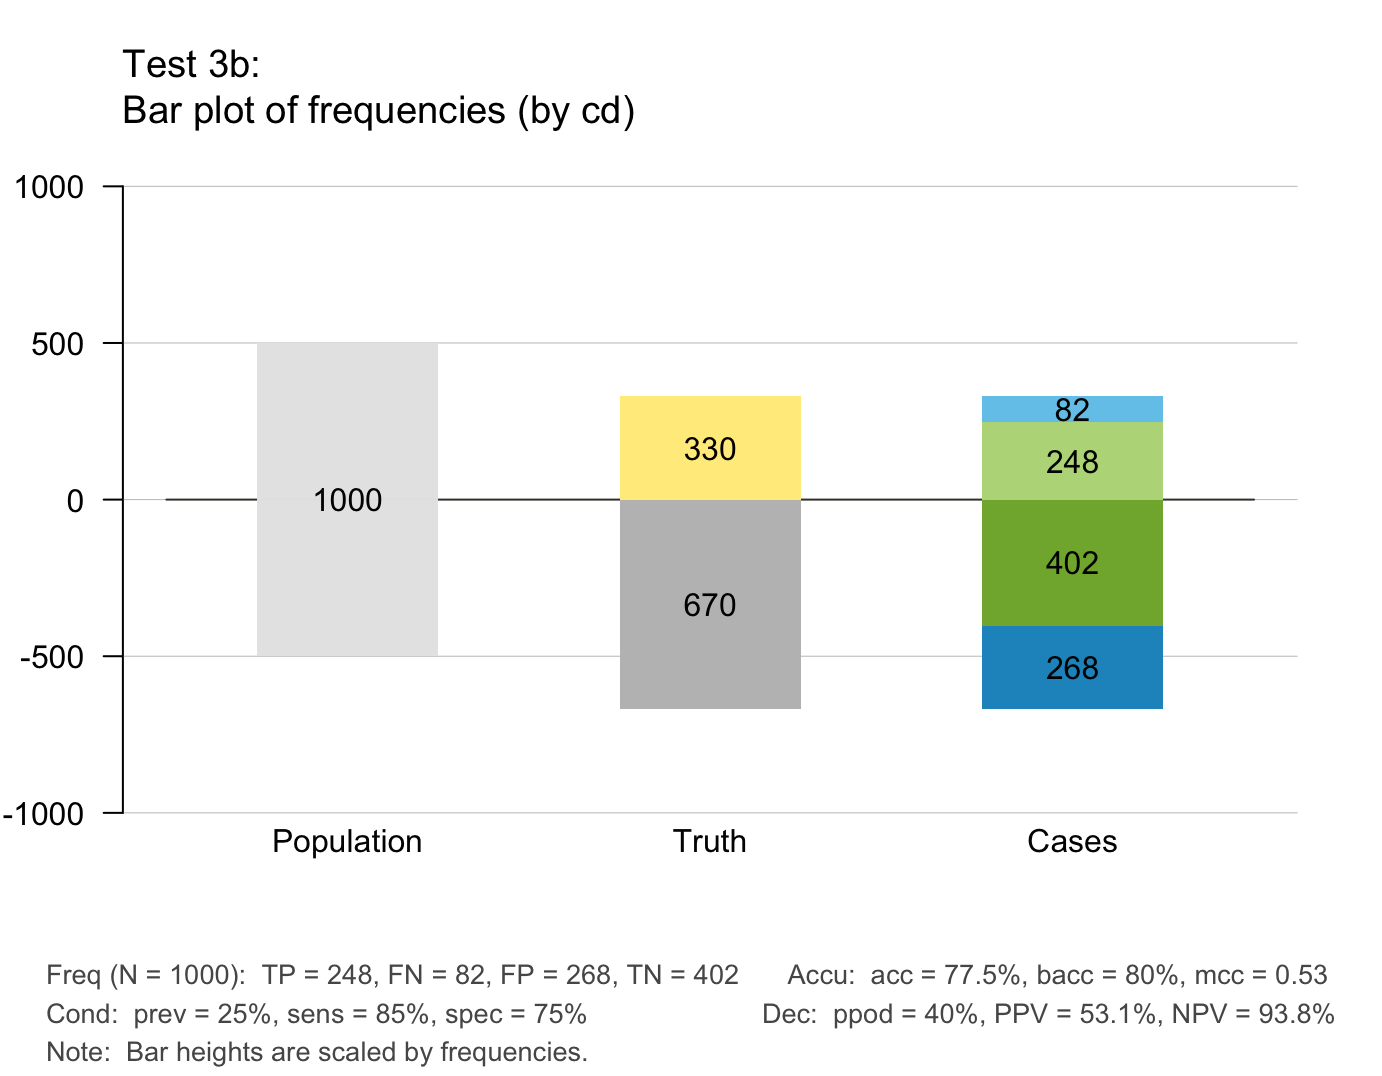 Test 3b:
Bar plot of frequencies (by cd)
1000
500
0
-500
-1000
1000
330
670
82
248
402
268
Population
Truth
Cases
Freq (N = 1000):  TP = 248, FN = 82, FP = 268, TN = 402
Accu:  acc = 77.5%, bacc = 80%, mcc = 0.53
Cond:  prev = 25%, sens = 85%, spec = 75%
Dec:  ppod = 40%, PPV = 53.1%, NPV = 93.8%
Note:  Bar heights are scaled by frequencies.